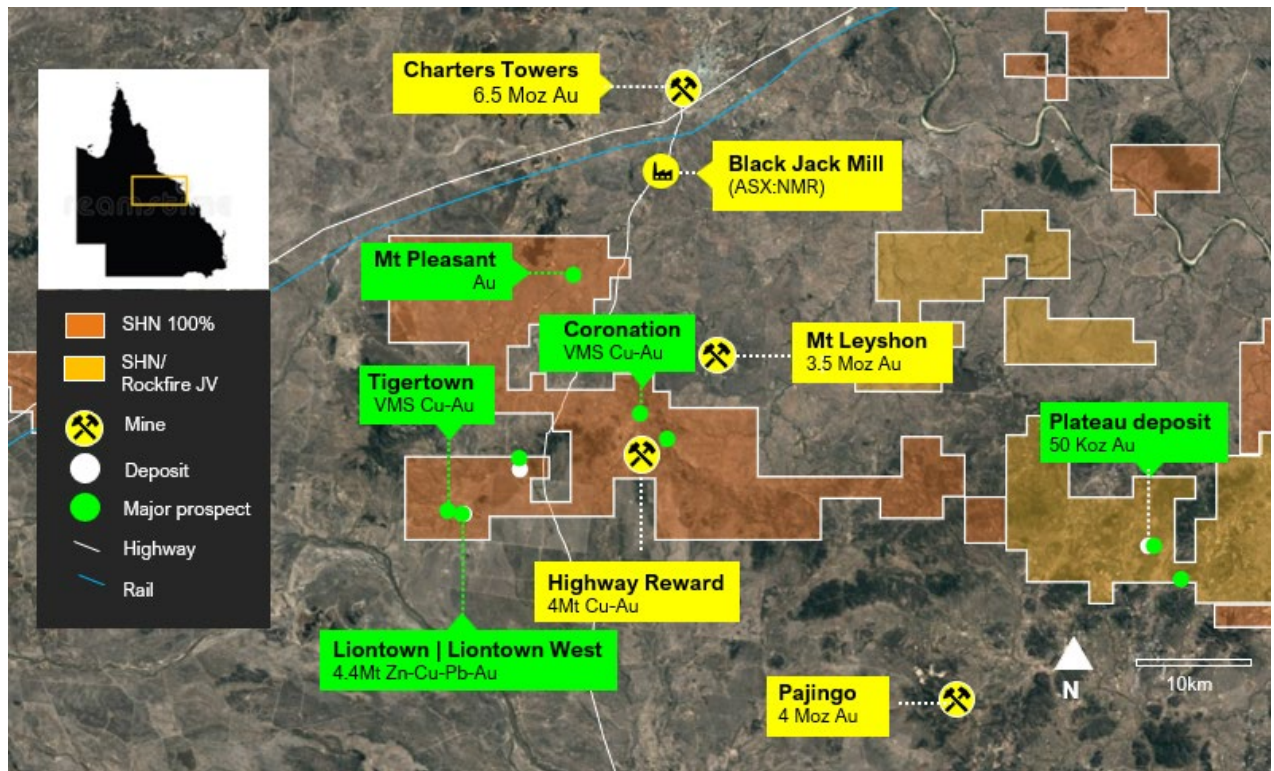 Charters Towers
6.5 Moz Au
Black Jack Mill
(ASX:NMR)
Mt Pleasant
Au
Coronation
VMS Cu-Au
Mt Leyshon
3.5 Moz Au
Tigertown
VMS Cu-Au
Plateau deposit
50 Koz Au
Highway Reward
4Mt Cu-Au
Liontown | Liontown West
4.4Mt Zn-Cu-Pb-Au
Pajingo
4 Moz Au
N
10km
SHN 100%
SHN/
Rockfire JV
Mine
Deposit
Major prospect
Highway
Rail